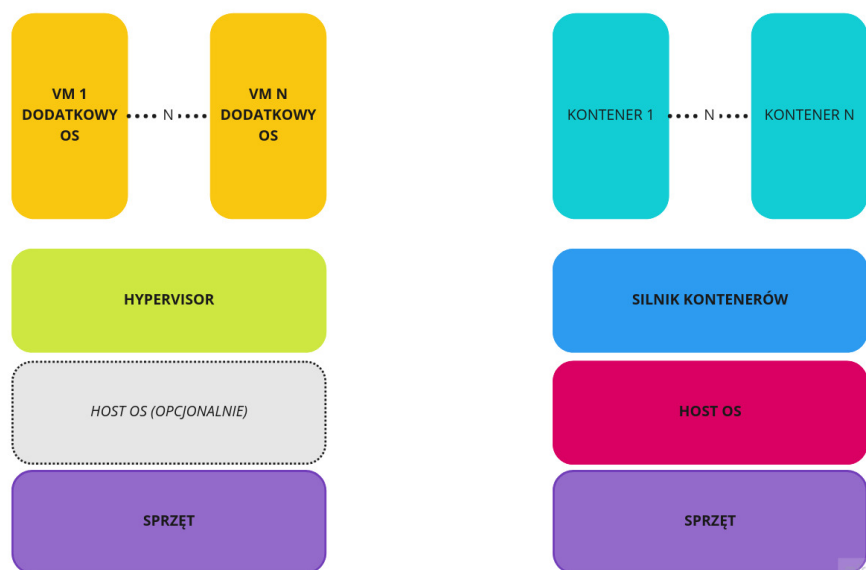 VM 1
DODATKOWY
OS
N
VM N
DODATKOWY
OS
HYPERVISOR
HOST OS (OPCJONALNIE)
SPRZĘT
KONTENER 1
N
KONTENER N
SILNIK KONTENERÓW
HOST OS
SPRZĘT